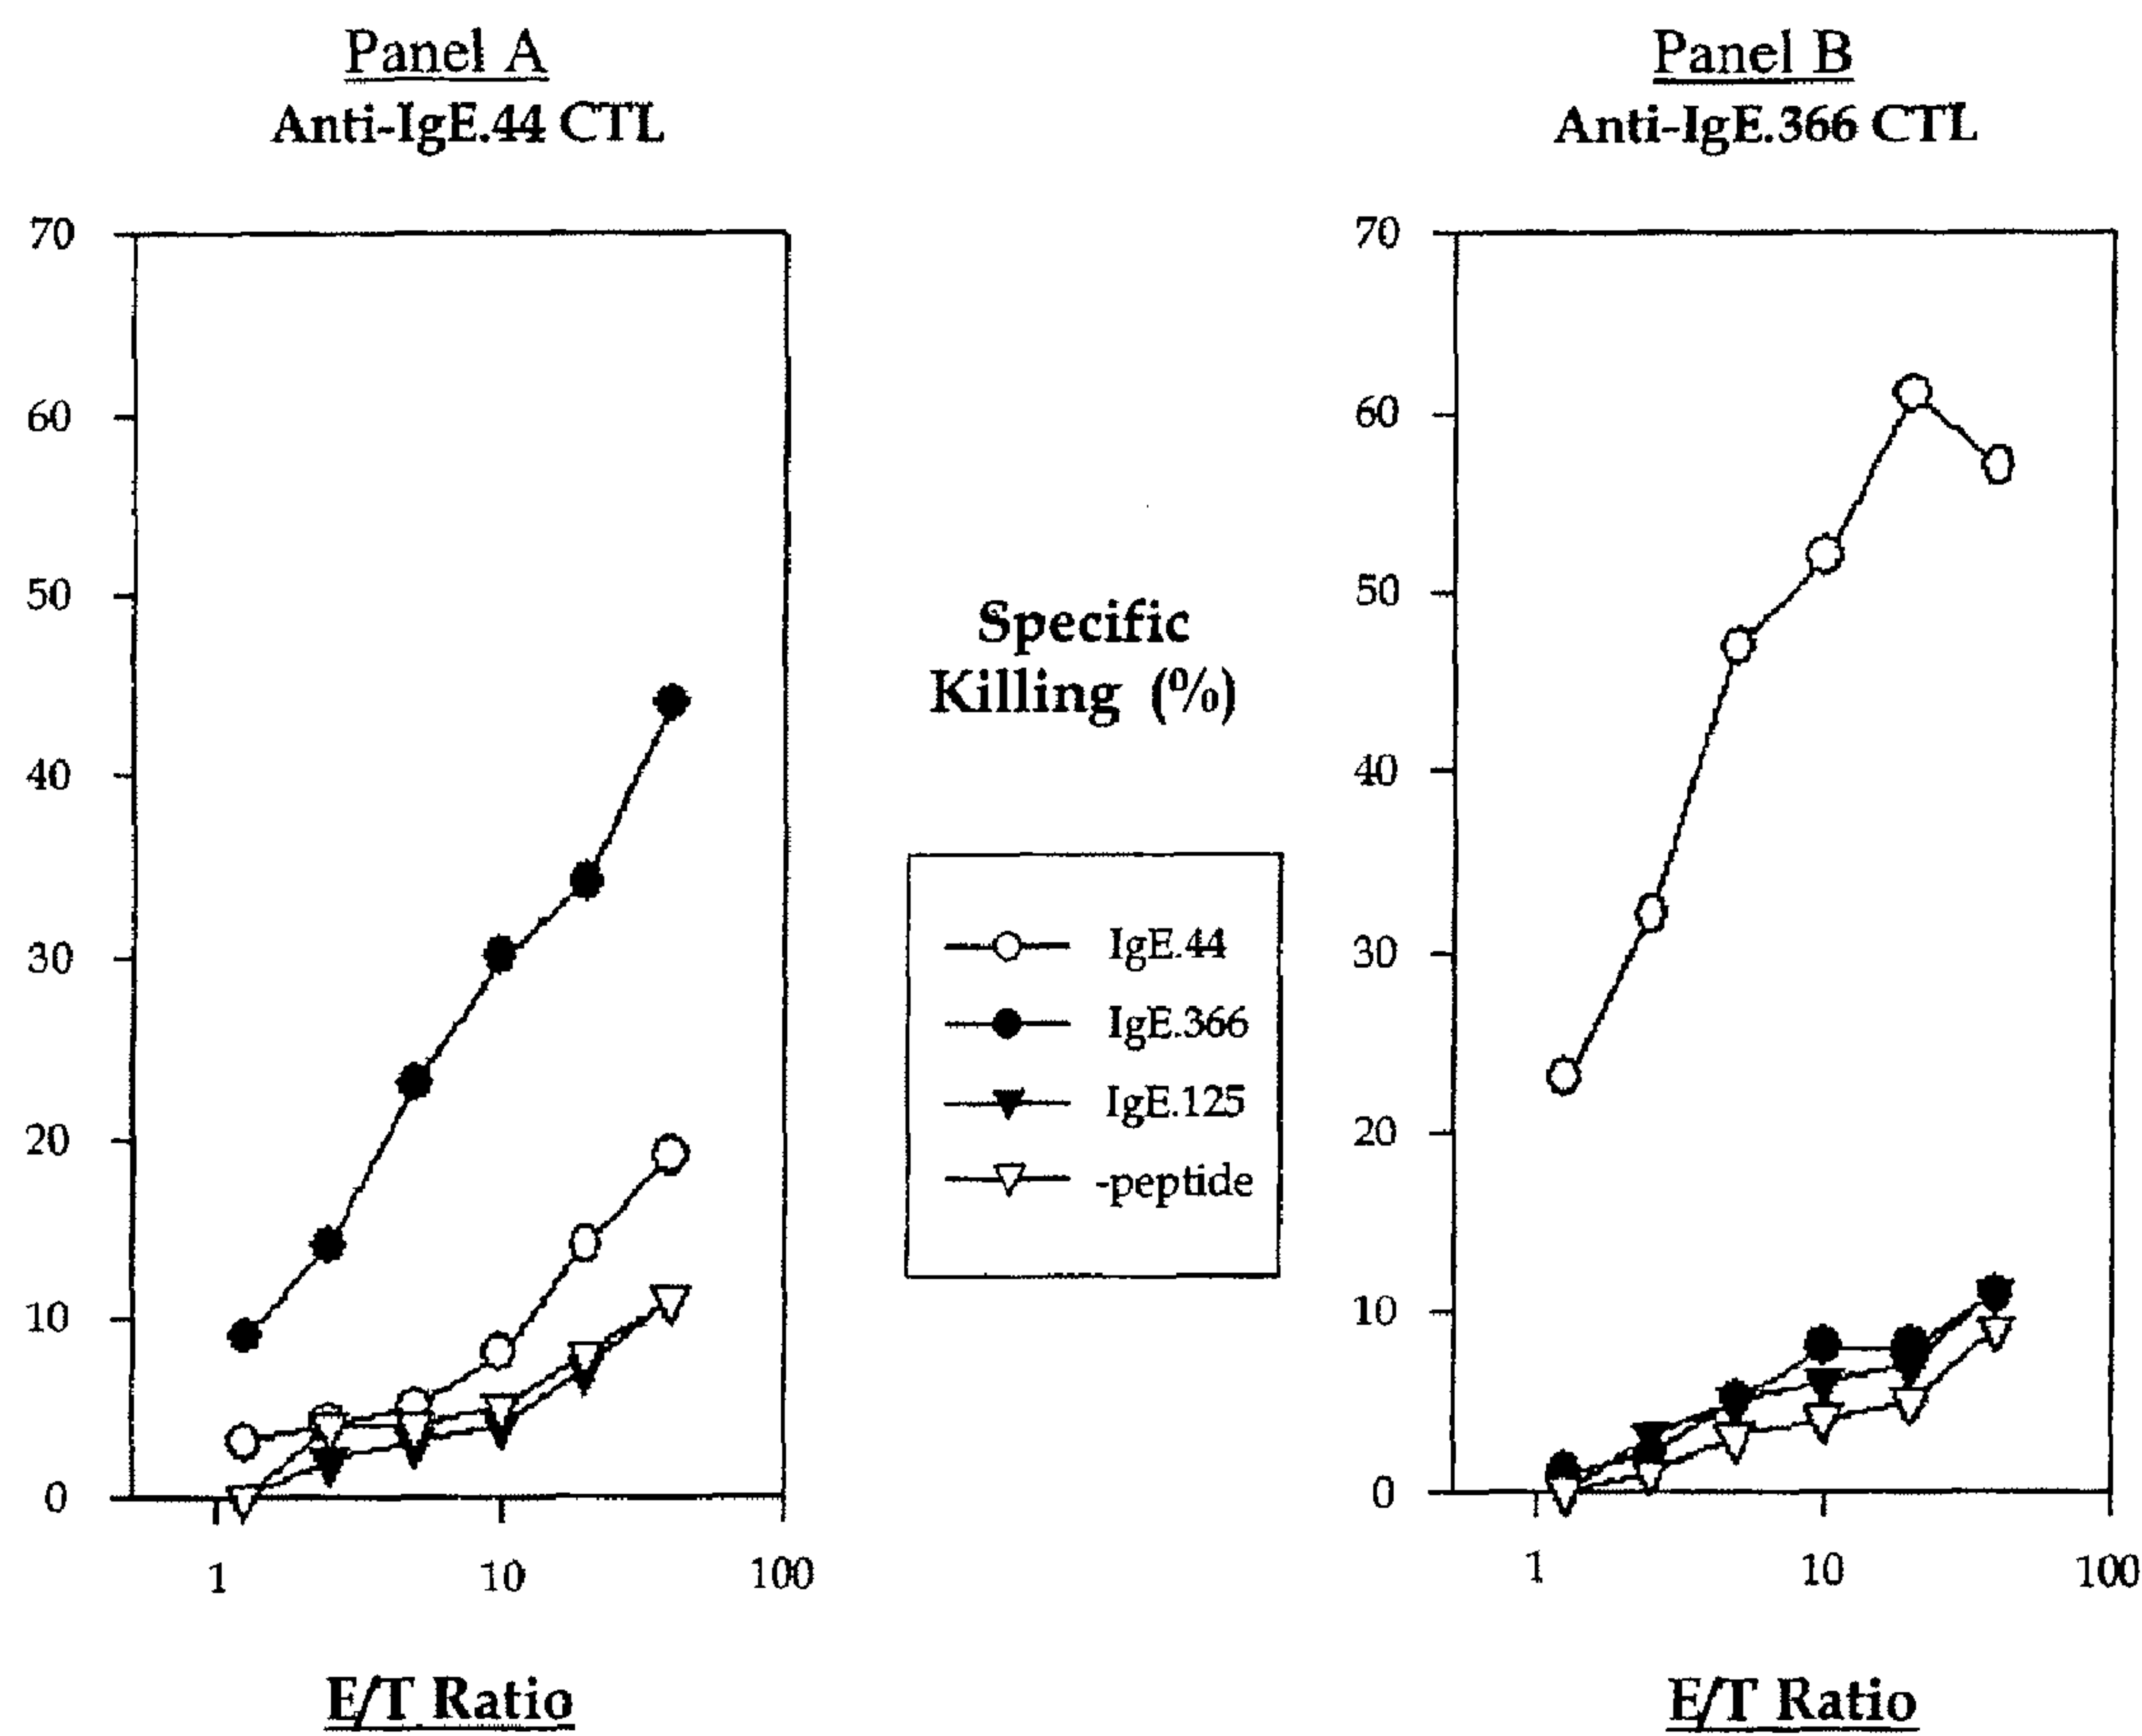 Panel A
Anti-IgE.44 CTL
70
60
50
40
30
20
10
0
1 10 100
E/T Ratio
Specific
Killing (%)
IgE.44
IgE.366
IgE.125
-peptide
Panel B
Anti-IgE.366 CTL
70
60
50
40
30
20
10
0
1 10 100
E/T Ratio